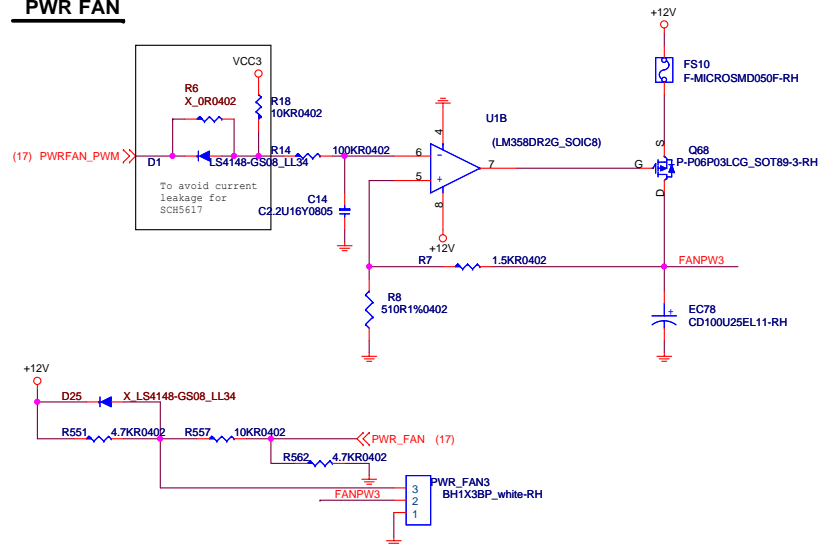 PWR FAN
+12V
VCC3
FS10
F-MICROSMD050F-RH
R6
X_0R0402
R18
10KR0402
U1B
(LM358DR2G_SOIC8)
4
S
Q68
P-P06P03LCG_SOT89-3-RH
G
D
(17) PWRFAN_PWM
D1
LS4148-GS08_LL34
R14
100KR0402
6
5
7
8
+12V
To avoid current
leakage for
SCH5617
C14
C2.2U16Y0805
R7
1.5KR0402
FANPW3
R8
510R1%0402
EC78
CD100U25EL11-RH
+12V
D25
X_LS4148-GS08_LL34
R551
4.7KR0402
R557
10KR0402
PWR_FAN (17)
R562
4.7KR0402
PWR_FAN3
BH1X3BP_white-RH
FANPW3
3
2
1